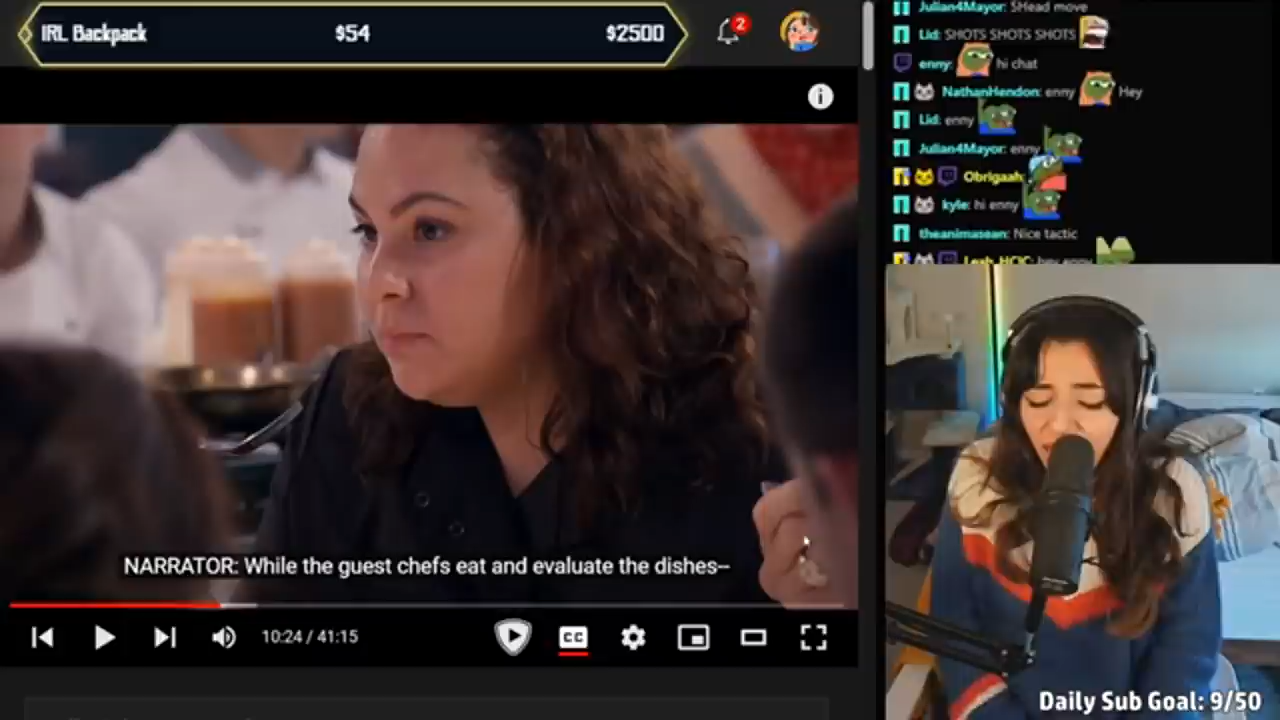 IRL Backpack $54 $2500
2
NARRATOR: While the guest chefs eat and evaluate the dishes–
10:24 / 41:15
CC
Julian4Mayor: 5Head move
Lid: SHOTS SHOTS SHOTS
enny: hi chat
NathanHendon: enny Hey
Lid: enny
Julian4Mayor: enny
Obrigaah:
kyle: hi enny
theanimasean: Nice tactic
hey enny
Daily Sub Goal: 9/50